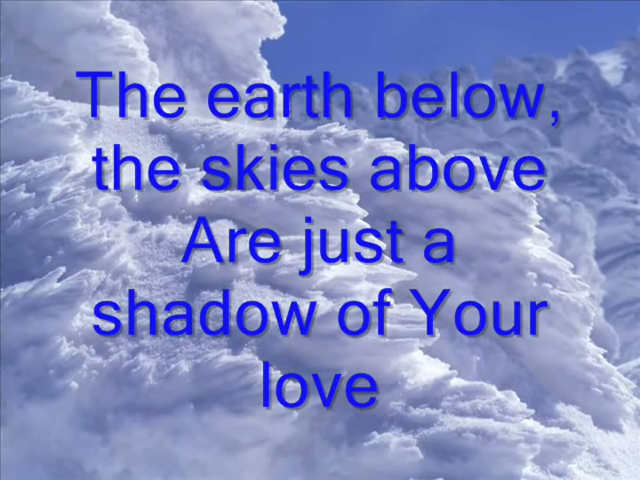 The earth below,
the skies above
Are just a
shadow of Your
love